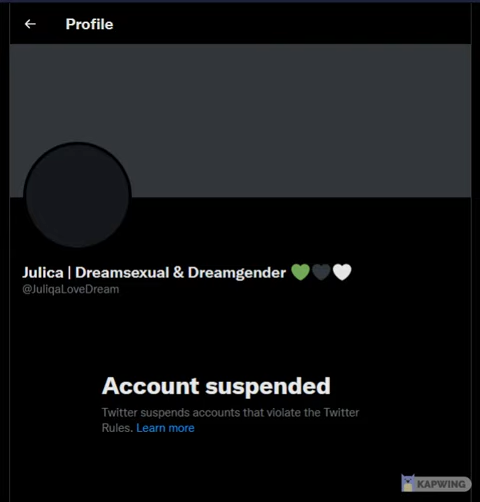 Profile
Julica | Dreamsexual & Dreamgender 💚🖤🤍
@JuliqaLoveDream
Account suspended
Twitter suspends accounts that violate the Twitter
Rules. Learn more
KAPWING